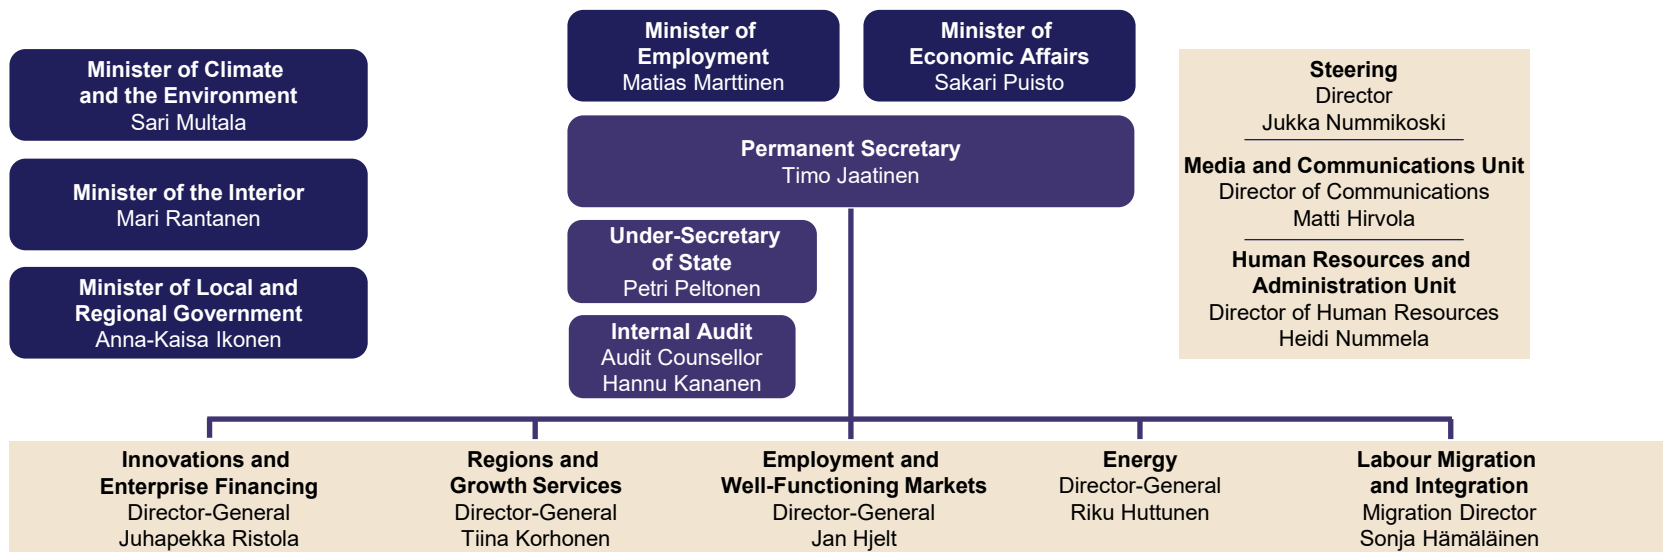 Minister of Climate
and the Environment
Sari Multala
Minister of the Interior
Mari Rantanen
Minister of Local and
Regional Government
Anna-Kaisa Ikonen
Minister of
Employment
Matias Marttinen
Minister of
Economic Affairs
Sakari Puisto
Permanent Secretary
Timo Jaatinen
Under-Secretary
of State
Petri Peltonen
Internal Audit
Audit Counsellor
Hannu Kananen
Steering
Director
Jukka Nummikoski
Media and Communications Unit
Director of Communications
Matti Hirvola
Human Resources and
Administration Unit
Director of Human Resources
Heidi Nummela
Innovations and
Enterprise Financing
Director-General
Juhapekka Ristola
Regions and
Growth Services
Director-General
Tiina Korhonen
Employment and
Well-Functioning Markets
Director-General
Jan Hjelt
Energy
Director-General
Riku Huttunen
Labour Migration
and Integration
Migration Director
Sonja Hämäläinen